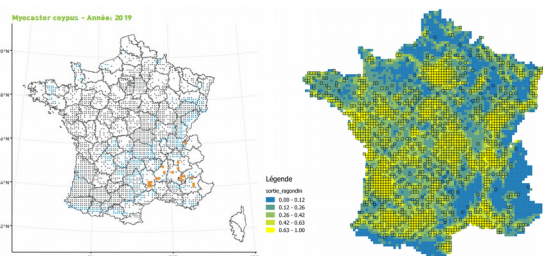 Myocastor coypus - Année: 2019
Légende
sortie_ragondin
0.00 - 0.12
0.12 - 0.26
0.26 - 0.42
0.42 - 0.63
0.63 - 1.00